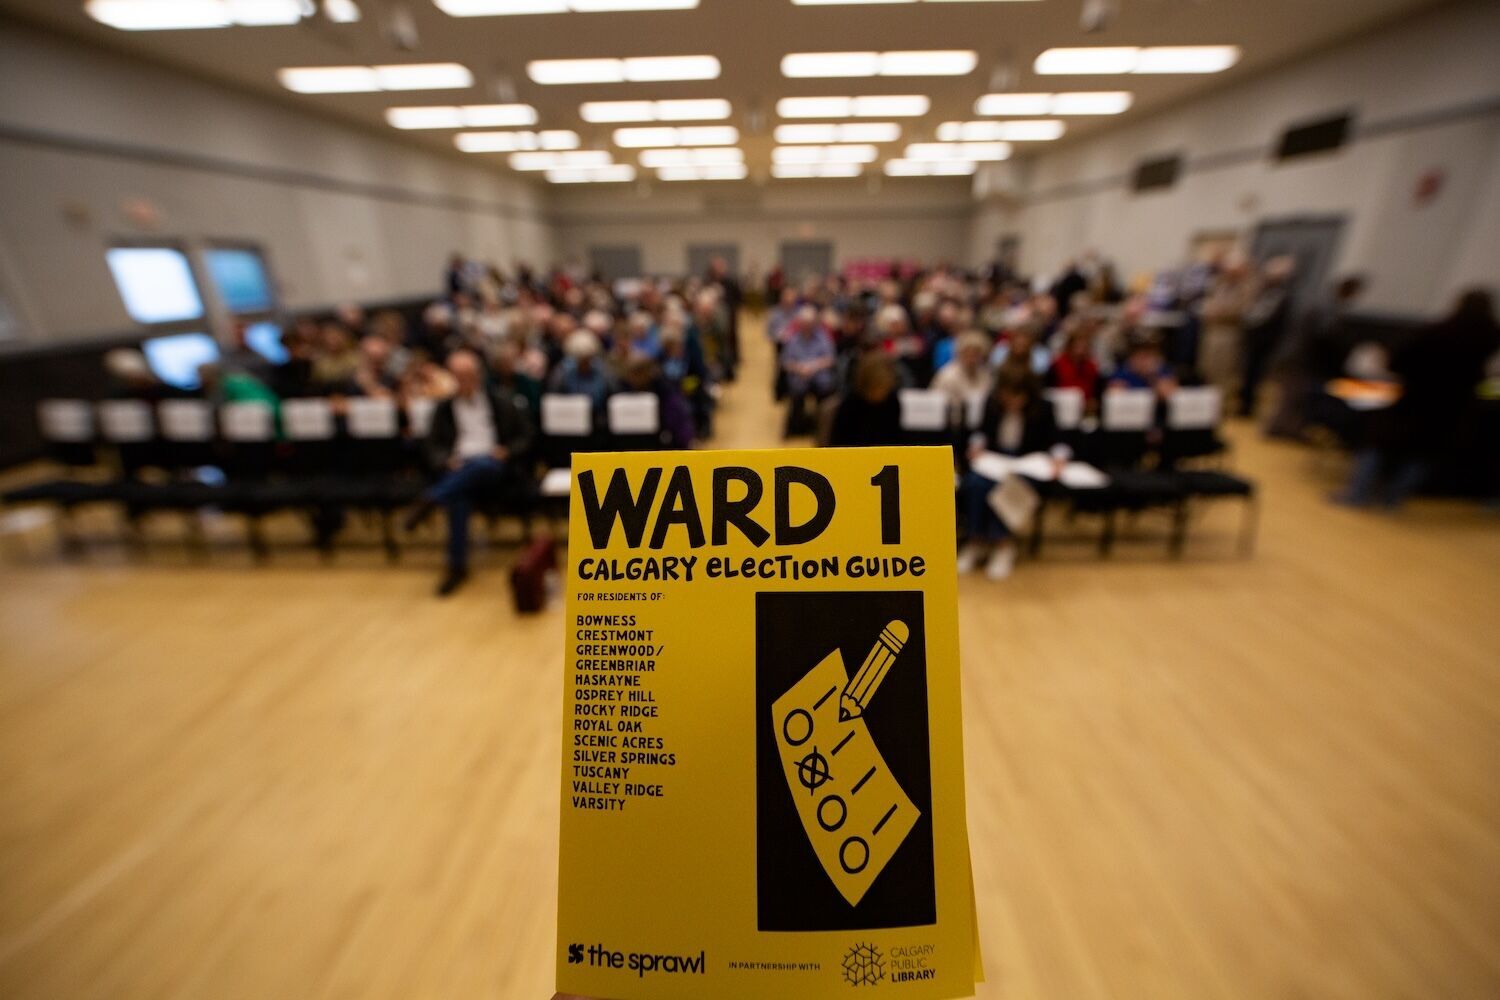 WARD 1
CALGARY eLeCTION GUIDe
FOR RESIDENTS OF:
BOWNESS
CRESTMONT
GREENWOOD/
GREENBRIAR
HASKAYNE
OSPREY HILL
ROCKY RIDGE
ROYAL OAK
SCENIC ACRES
SILVER SPRINGS
TUSCANY
VALLEY RIDGE
VARSITY
the sprawl
IN PARTNERSHIP WITH
CALGARY
PUBLIC
LIBRARY